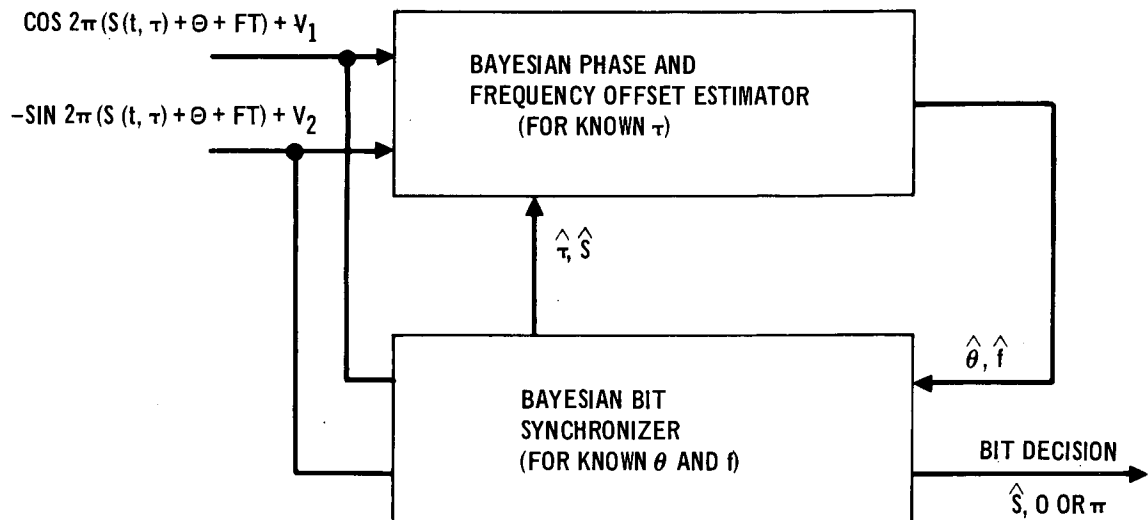 COS 2π (S (t, τ) + Θ + FT) + V₁
−SIN 2π (S (t, τ) + Θ + FT) + V₂
BAYESIAN PHASE AND
FREQUENCY OFFSET ESTIMATOR
(FOR KNOWN τ)
τ̂, Ŝ
θ̂, f̂
BAYESIAN BIT
SYNCHRONIZER
(FOR KNOWN θ AND f)
BIT DECISION
Ŝ, 0 OR π